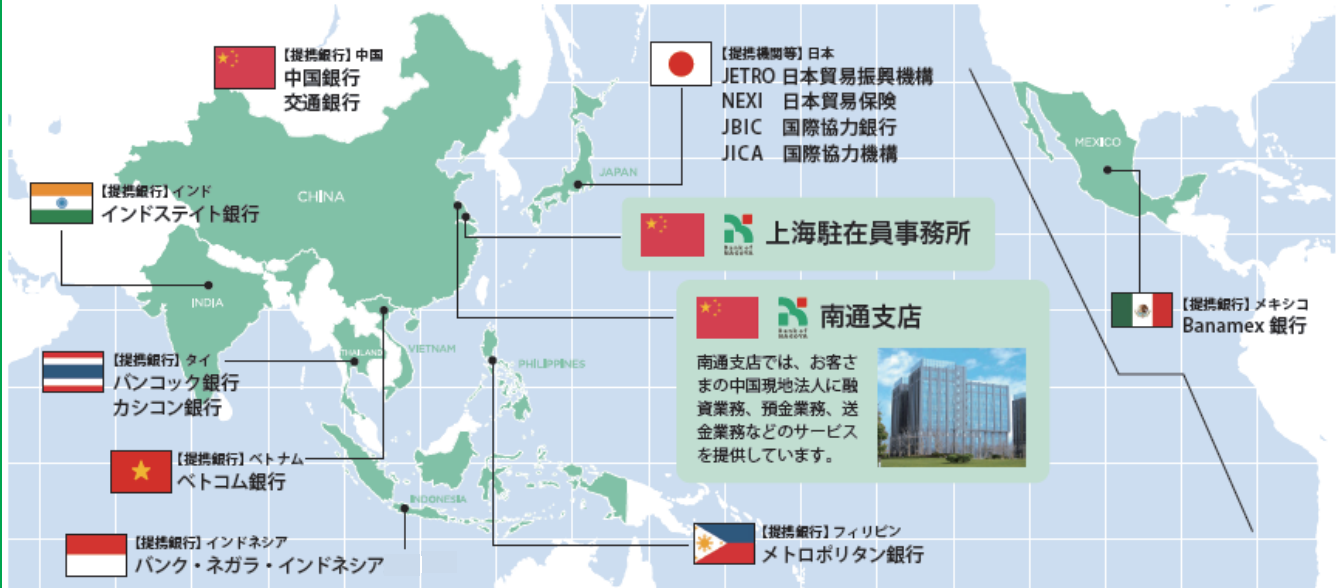 【提携銀行】中国
中国銀行
交通銀行
【提携機関等】日本
JETRO 日本貿易振興機構
NEXI 日本貿易保険
JBIC 国際協力銀行
JICA 国際協力機構
MEXICO
JAPAN
CHINA
【提携銀行】インド
インドステイト銀行
Bank of NAGOYA
上海駐在員事務所
INDIA
【提携銀行】メキシコ
Banamex 銀行
Bank of NAGOYA
南通支店
南通支店では、お客さ
まの中国現地法人に融
資業務、預金業務、送
金業務などのサービス
を提供しています。
【提携銀行】タイ
バンコック銀行
カシコン銀行
THAILAND
VIETNAM
PHILIPPINES
【提携銀行】ベトナム
ベトコム銀行
INDONESIA
【提携銀行】インドネシア
バンク・ネガラ・インドネシア
【提携銀行】フィリピン
メトロポリタン銀行